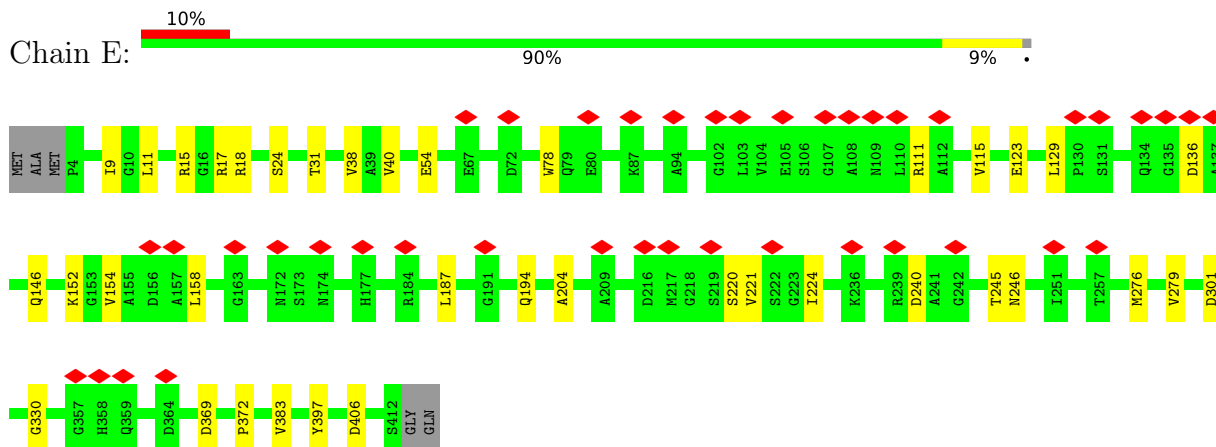 10%
Chain E:
90% 9% •
MET ALA MET P4 I9 G10 L11 R15 G16 R17 R18 S24 T31 V38 A39 V40 E54 E67 D72 W78 Q79 E80 K87 A94 G102 L103 V104 E105 S106 G107 A108 N109 L110 R111 A112 V115 E123 L129 P130 S131 Q134 G135 D136 A137
Q146 K152 G153 V154 A155 D156 A157 L158 G163 N172 S173 N174 H177 R184 L187 G191 Q194 A204 A209 D216 M217 G218 S219 S220 V221 S222 G223 I224 K236 R239 D240 A241 G242 T245 N246 I251 T257 M276 V279 D301
G330 G357 H358 Q359 D364 D369 P372 V383 Y397 D406 S412 GLY GLN